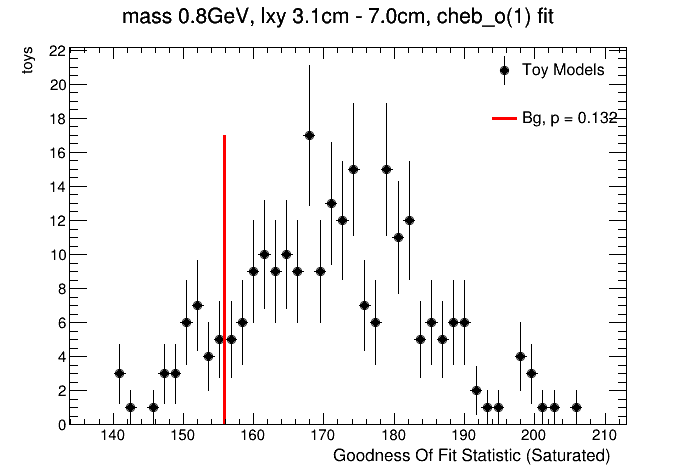 mass 0.8GeV, lxy 3.1cm - 7.0cm, cheb_o(1) fit
toys
22
20
18
16
14
12
10
8
6
4
2
0
Toy Models
Bg, p = 0.132
140 150 160 170 180 190 200 210
Goodness Of Fit Statistic (Saturated)